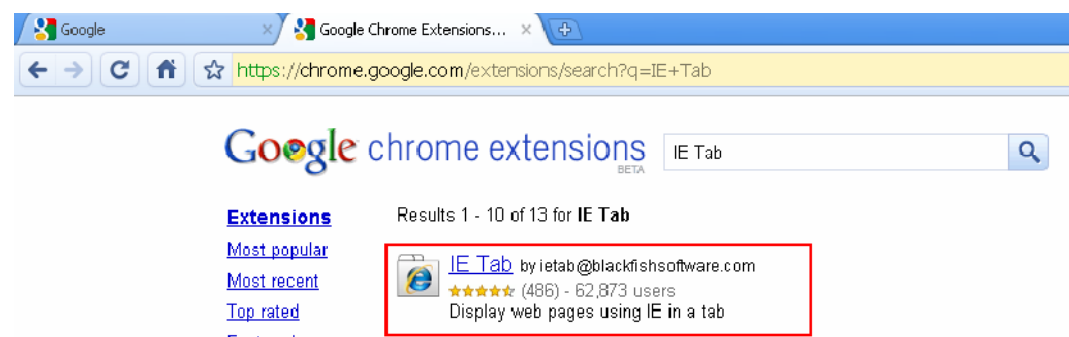 Google
Google Chrome Extensions...
https://chrome.google.com/extensions/search?q=IE+Tab
Google chrome extensions
BETA
IE Tab
Extensions
Results 1 - 10 of 13 for IE Tab
Most popular
IE Tab by ietab@blackfishsoftware.com
Most recent
(486) - 62,873 users
Top rated
Display web pages using IE in a tab